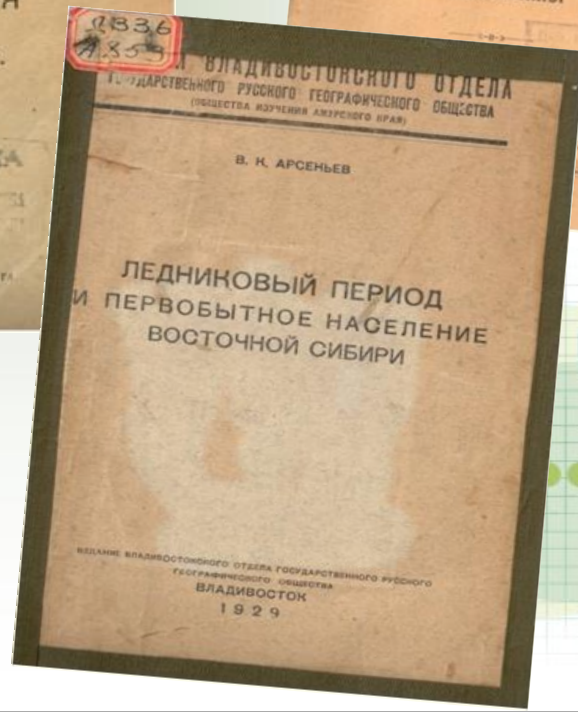 ВЛАДИВОСТОКСКОГО ОТДЕЛА
ГОСУДАРСТВЕННОГО РУССКОГО ГЕОГРАФИЧЕСКОГО ОБЩЕСТВА
(ОБЩЕСТВА ИЗУЧЕНИЯ АМУРСКОГО КРАЯ)
В. К. АРСЕНЬЕВ
ЛЕДНИКОВЫЙ ПЕРИОД
И ПЕРВОБЫТНОЕ НАСЕЛЕНИЕ
ВОСТОЧНОЙ СИБИРИ
ИЗДАНИЕ ВЛАДИВОСТОКСКОГО ОТДЕЛА ГОСУДАРСТВЕННОГО РУССКОГО
ГЕОГРАФИЧЕСКОГО ОБЩЕСТВА
ВЛАДИВОСТОК
1929